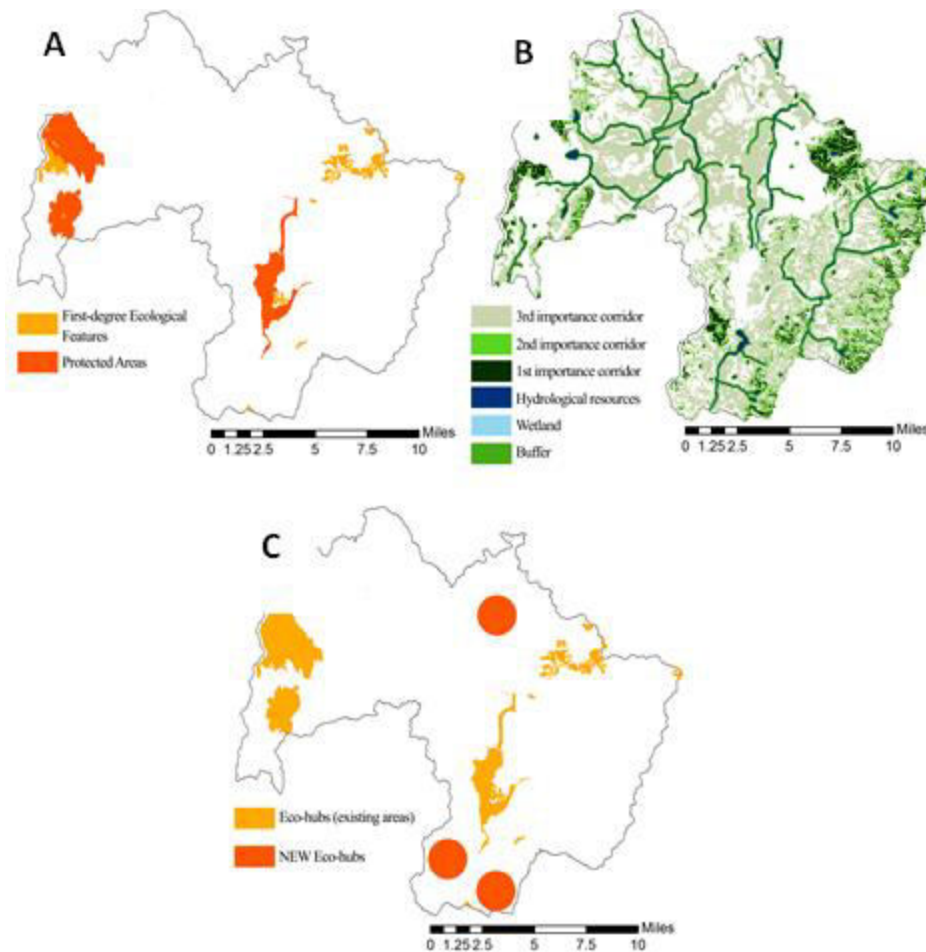 A
First-degree Ecological
Features
Protected Areas
Miles
0 1.25 2.5 5 7.5 10
B
3rd importance corridor
2nd importance corridor
1st importance corridor
Hydrological resources
Wetland
Buffer
Miles
0 1.25 2.5 5 7.5 10
C
Eco-hubs (existing areas)
NEW Eco-hubs
Miles
0 1.25 2.5 5 7.5 10